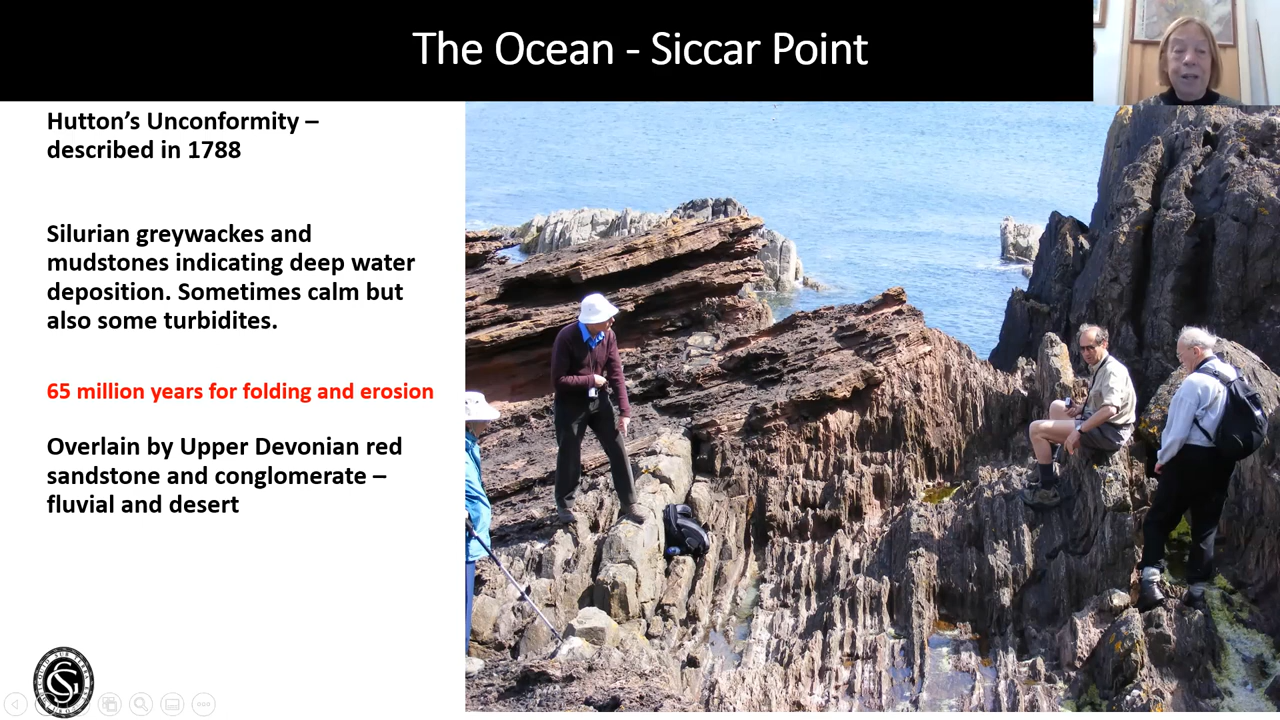 The Ocean - Siccar Point
Hutton’s Unconformity –
described in 1788
Silurian greywackes and
mudstones indicating deep water
deposition. Sometimes calm but
also some turbidites.
65 million years for folding and erosion
Overlain by Upper Devonian red
sandstone and conglomerate –
fluvial and desert